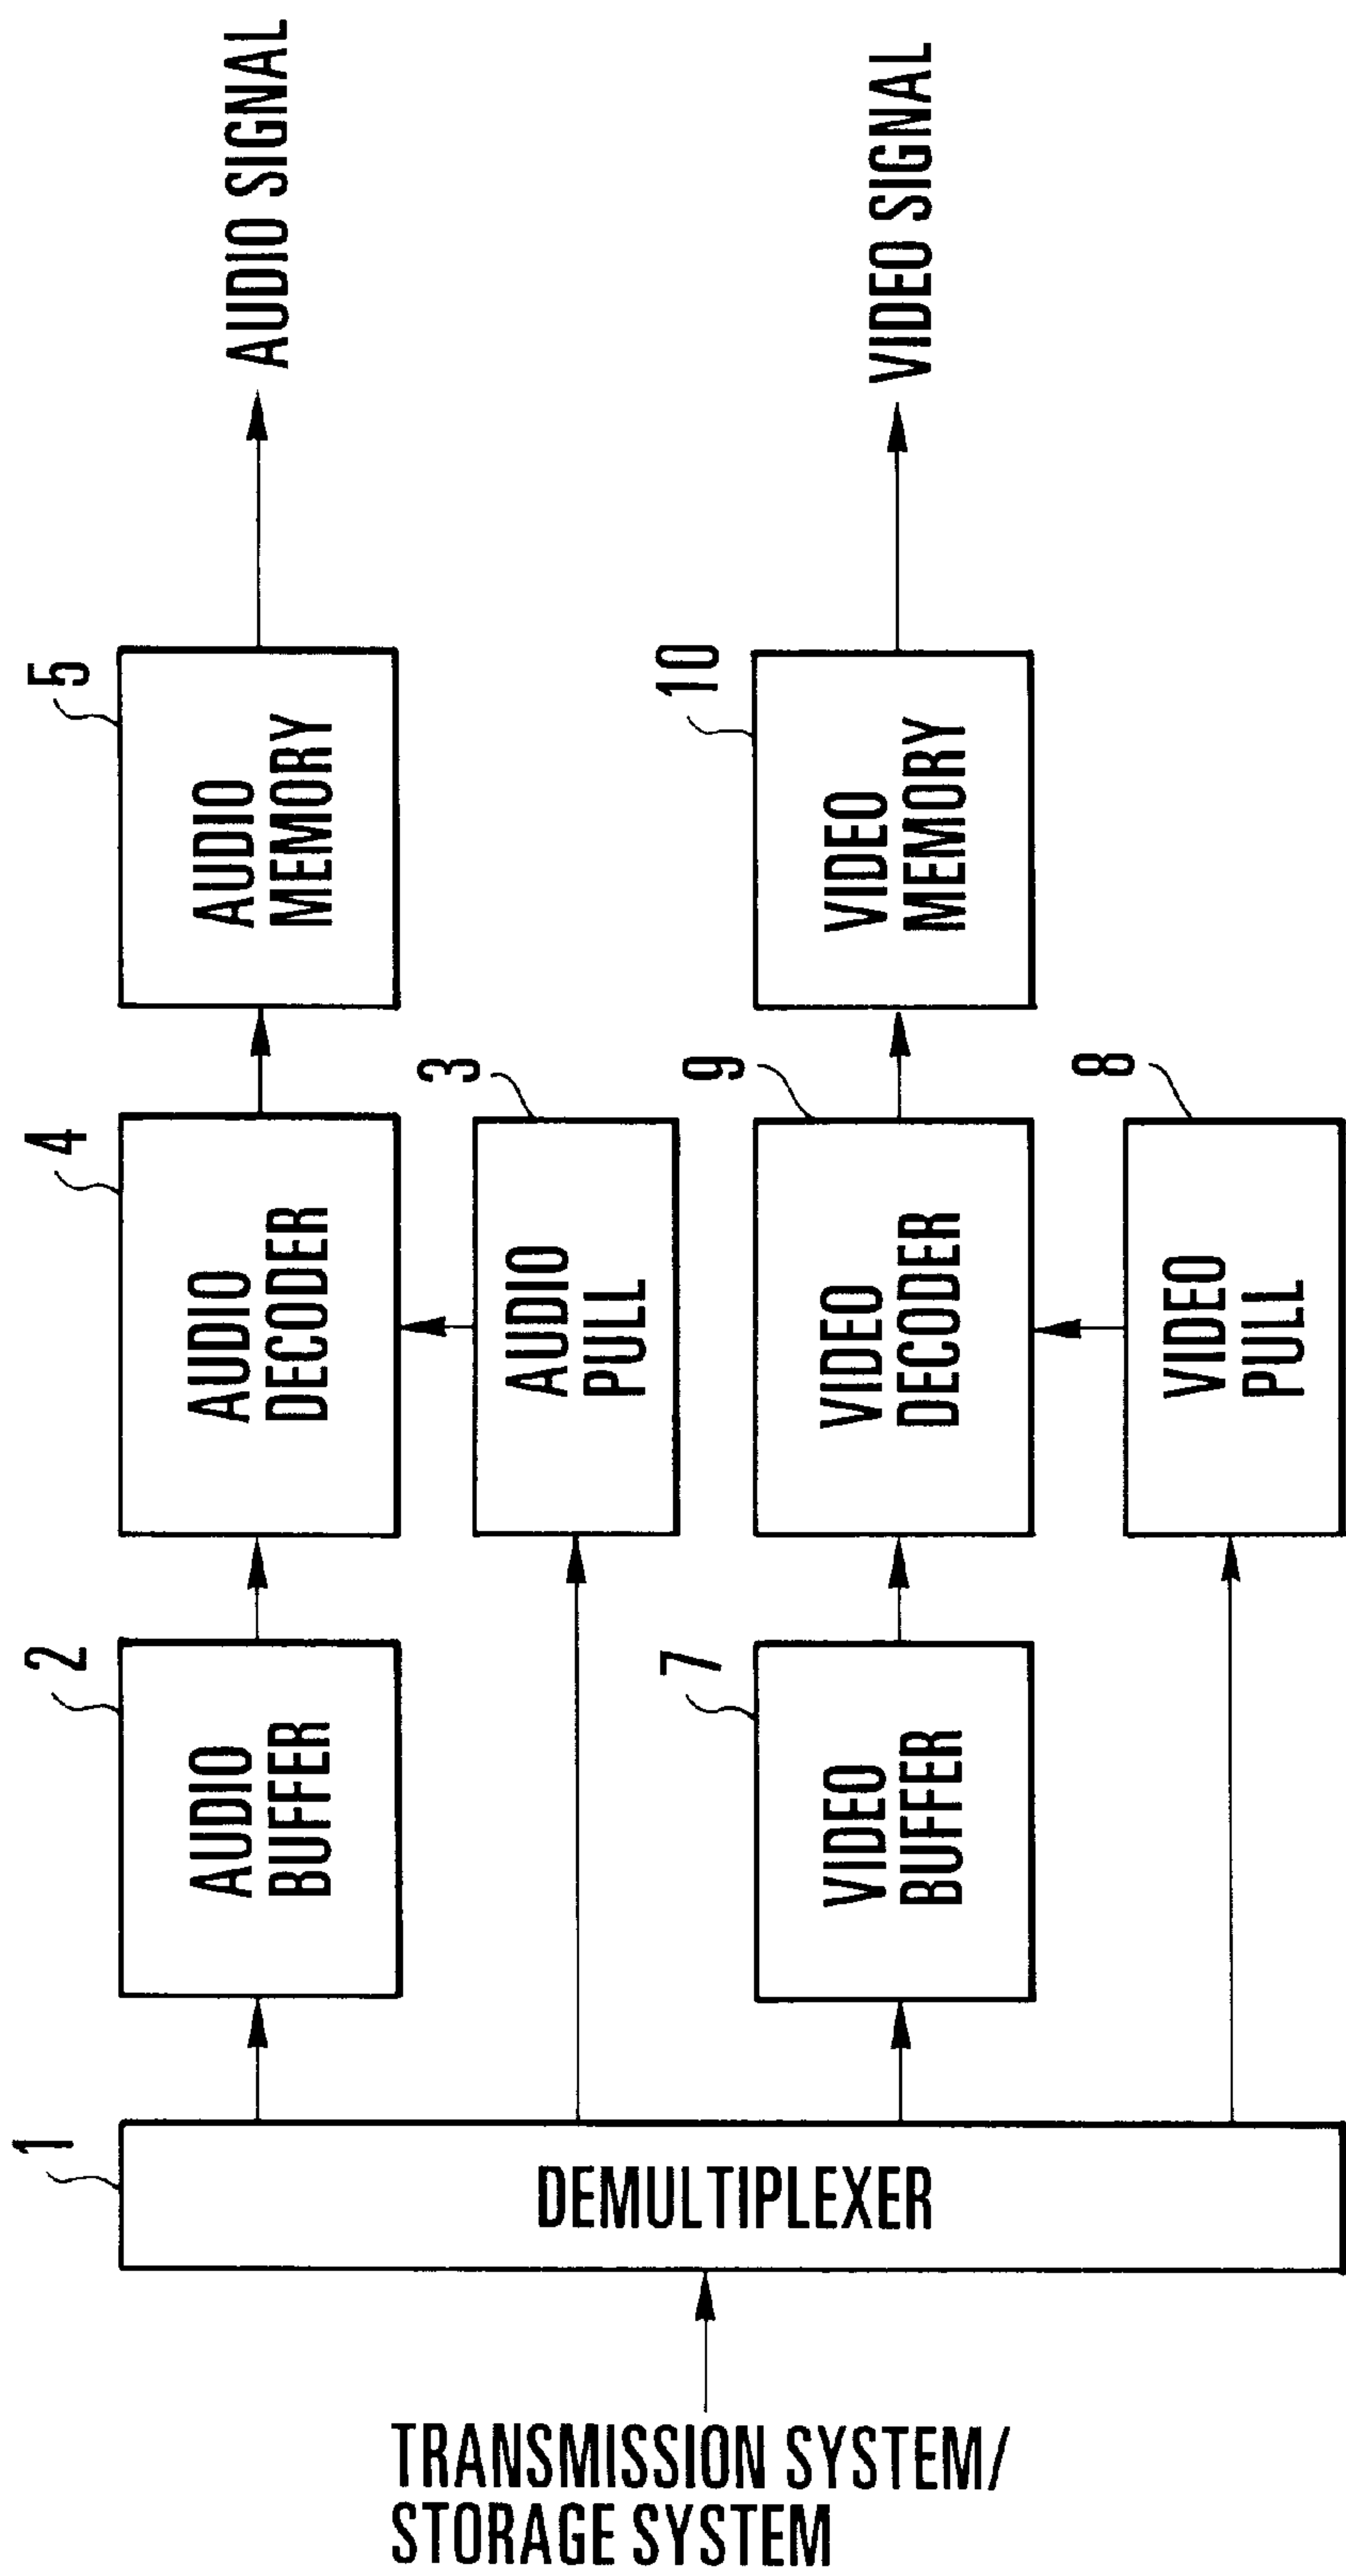 TRANSMISSION SYSTEM/
STORAGE SYSTEM
1
DEMULTIPLEXER
2
AUDIO
BUFFER
4
AUDIO
DECODER
5
AUDIO
MEMORY
AUDIO SIGNAL
3
AUDIO
PULL
7
VIDEO
BUFFER
9
VIDEO
DECODER
10
VIDEO
MEMORY
VIDEO SIGNAL
8
VIDEO
PULL